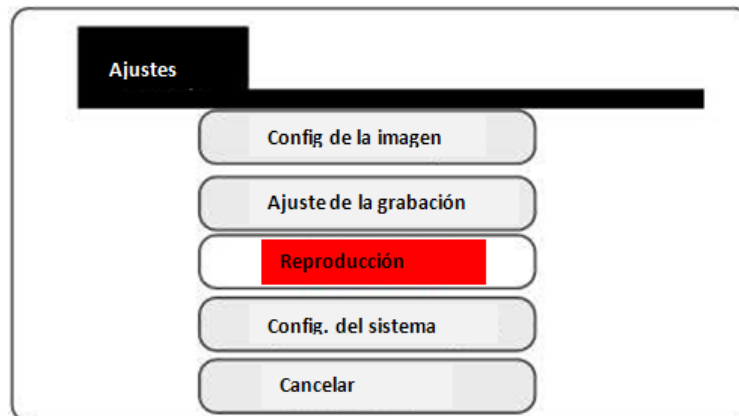 Ajustes
Config de la imagen
Ajuste de la grabación
Reproducción
Config. del sistema
Cancelar